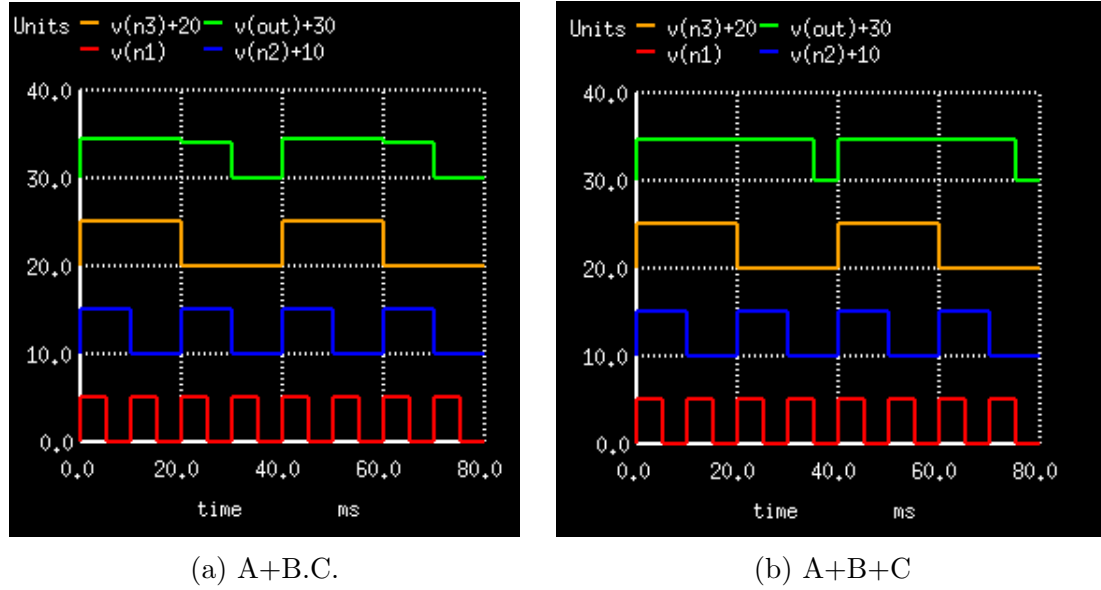 Units v(n3)+20 v(out)+30
v(n1) v(n2)+10
40.0
30.0
20.0
10.0
0.0
0.0 20.0 40.0 60.0 80.0
time ms
(a) A+B.C.
Units v(n3)+20 v(out)+30
v(n1) v(n2)+10
40.0
30.0
20.0
10.0
0.0
0.0 20.0 40.0 60.0 80.0
time ms
(b) A+B+C